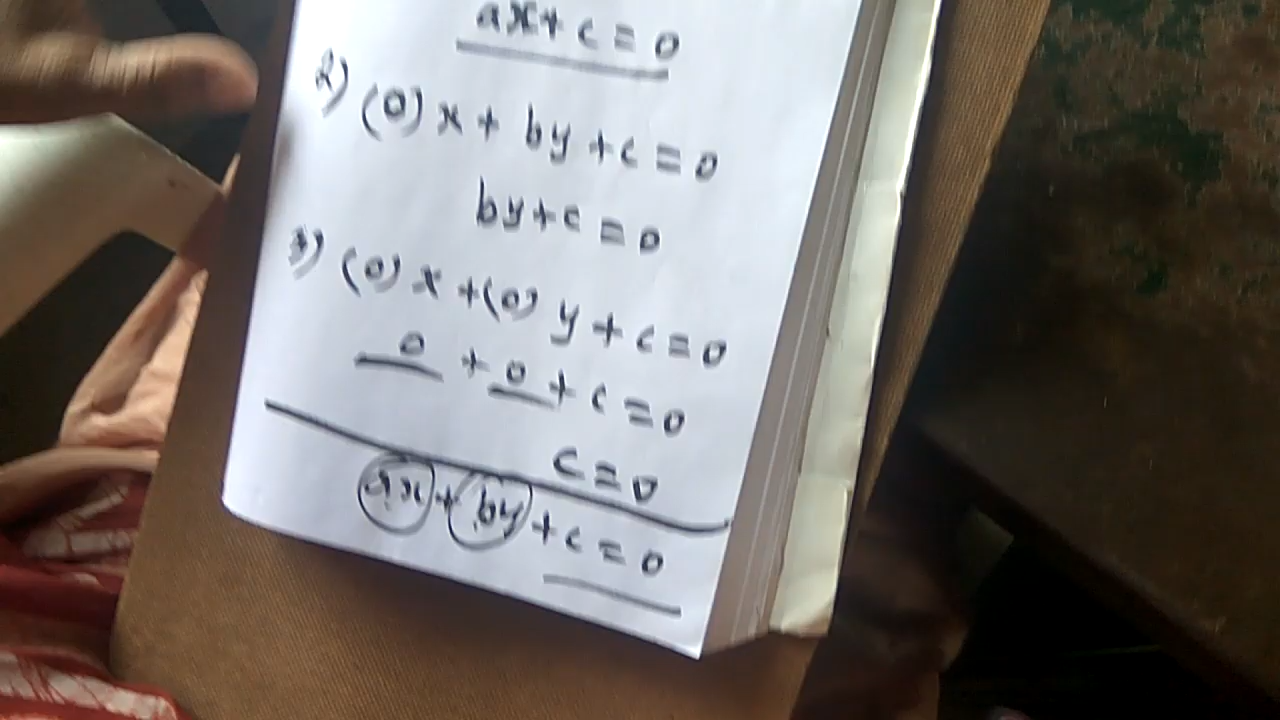 ax+c=0
2) (0)x+by+c=0
by+c=0
3) (0)x+(0)y+c=0
0+0+c=0
c=0
ax+by+c=0